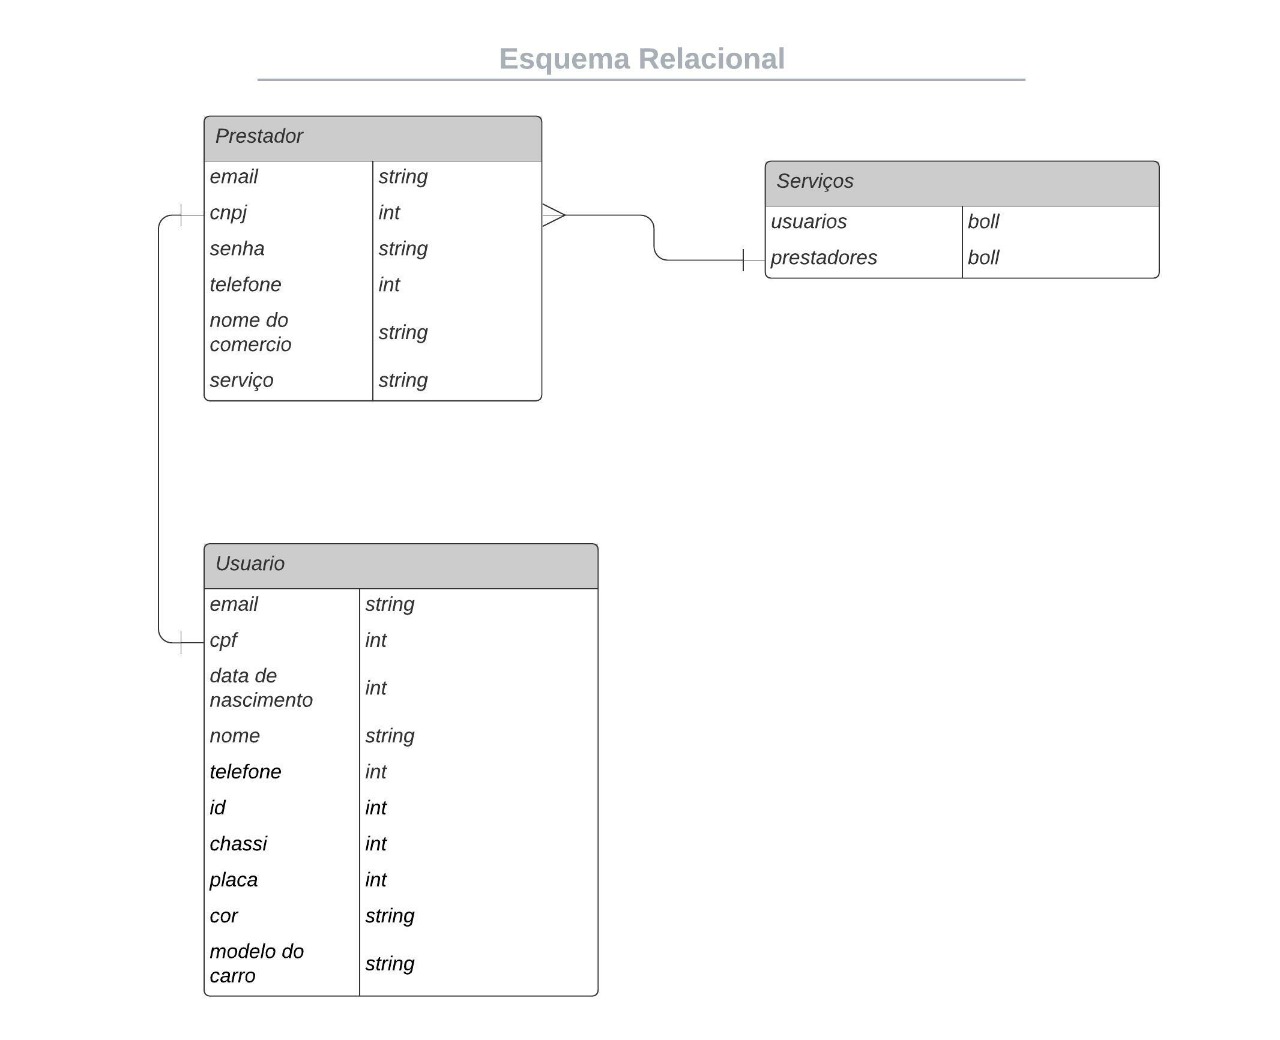 Esquema Relacional
Prestador
email string
cnpj int
senha string
telefone int
nome do
comercio string
serviço string
Serviços
usuarios boll
prestadores boll
Usuario
email string
cpf int
data de
nascimento int
nome string
telefone int
id int
chassi int
placa int
cor string
modelo do
carro string